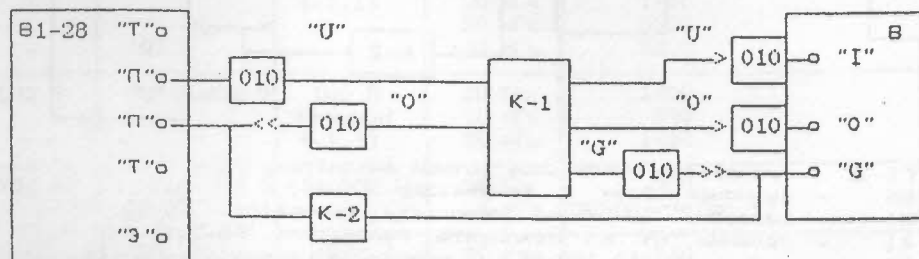 В1-28 "Т" "U" "U" В
"П" 010 010 "I"
"О" К-1 "О"
"П" << 010 > 010 "О"
"G"
"Т" 010 >> "G"
К-2
"Э"